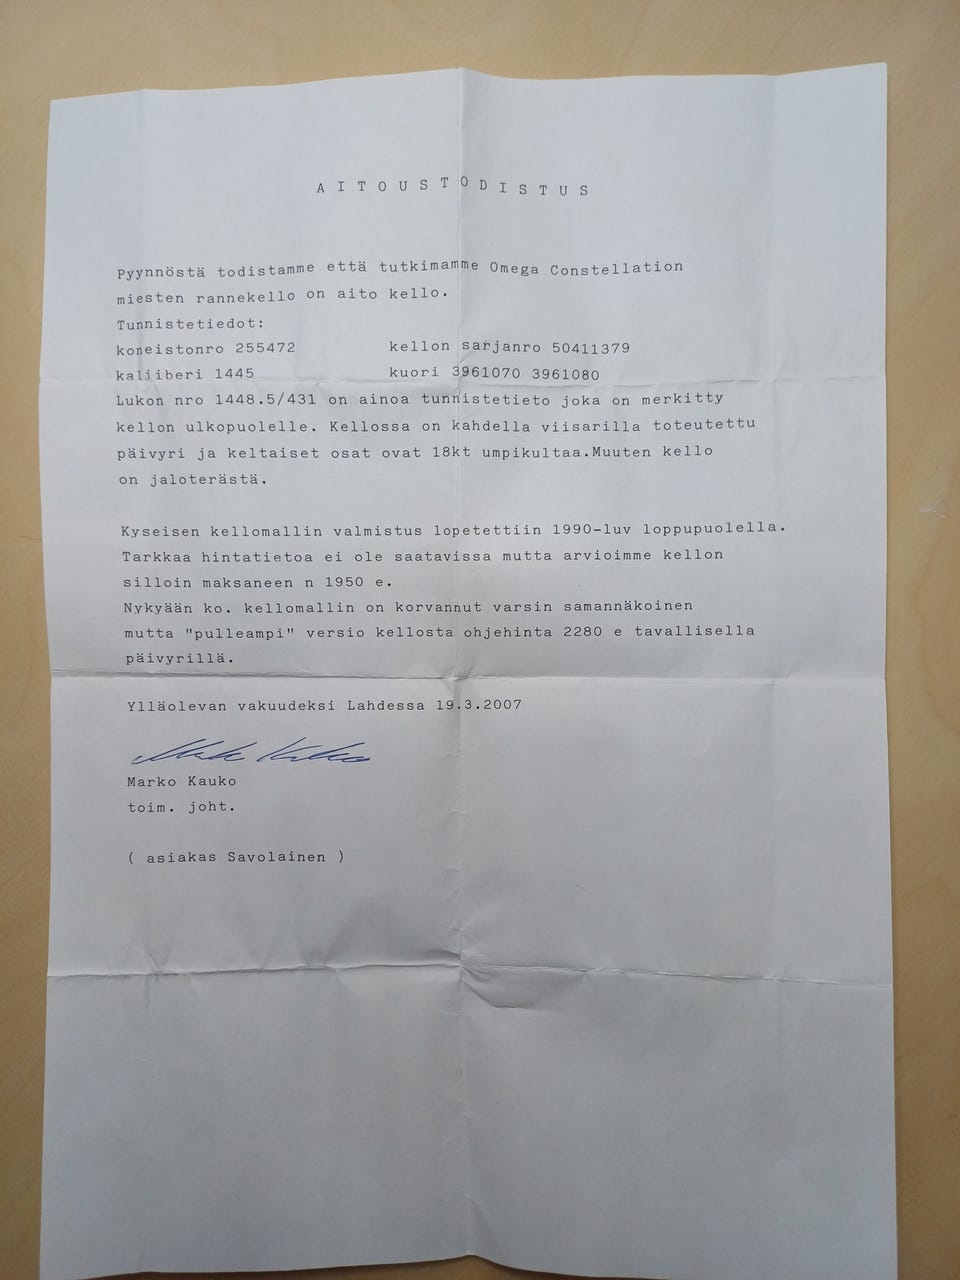 AITOUSTODISTUS
Pyynnöstä todistamme että tutkimamme Omega Constellation
miesten rannekello on aito kello.
Tunnistetiedot:
koneistonro 255472 kellon sarjanro 50411379
kaliiberi 1445 kuori 3961070 3961080
Lukon nro 1448.5/431 on ainoa tunnistetieto joka on merkitty
kellon ulkopuolelle. Kellossa on kahdella viisarilla toteutettu
päivyri ja keltaiset osat ovat 18kt umpikultaa.Muuten kello
on jaloterästä.
Kyseisen kellomallin valmistus lopetettiin 1990-luv loppupuolella.
Tarkkaa hintatietoa ei ole saatavissa mutta arvioimme kellon
silloin maksaneen n 1950 e.
Nykyään ko. kellomallin on korvannut varsin samannäkoinen
mutta "pulleampi" versio kellosta ohjehinta 2280 e tavallisella
päivyrillä.
Ylläolevan vakuudeksi Lahdessa 19.3.2007
Marko Kauko
toim. joht.
( asiakas Savolainen )